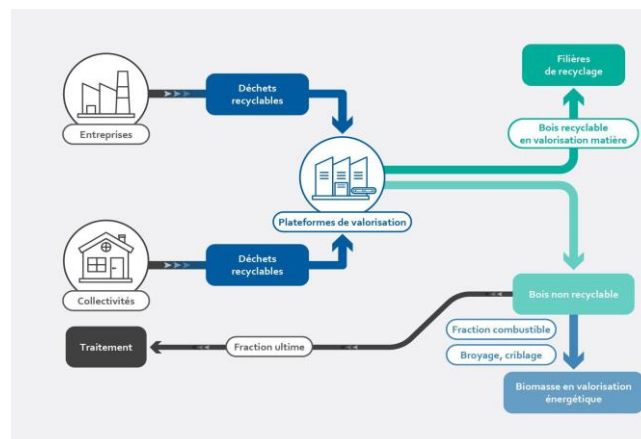 Filières
de recyclage
Déchets
recyclables
Entreprises
Bois recyclable
en valorisation matière
Plateformes de valorisation
Déchets
recyclables
Collectivités
Bois non recyclable
Fraction combustible
Traitement
Fraction ultime
Broyage, criblage
Biomasse en valorisation
énergétique